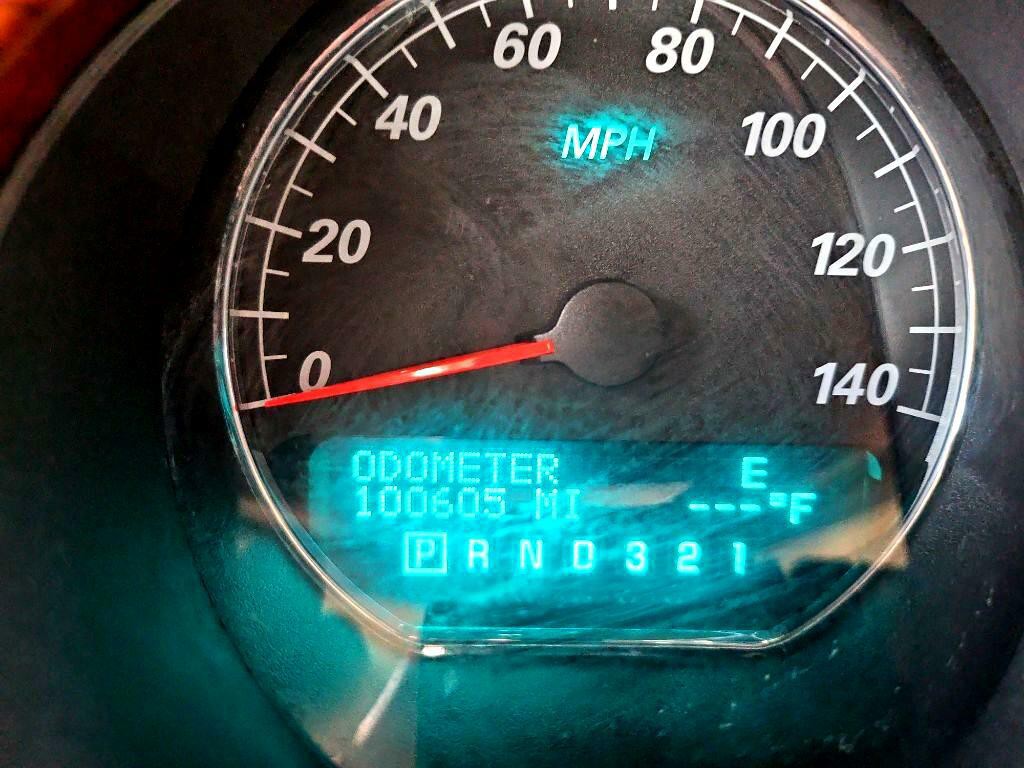 60 80
40 MPH 100
20 120
0 140
ODOMETER E
100605 MI ---°F
P R N D 3 2 1